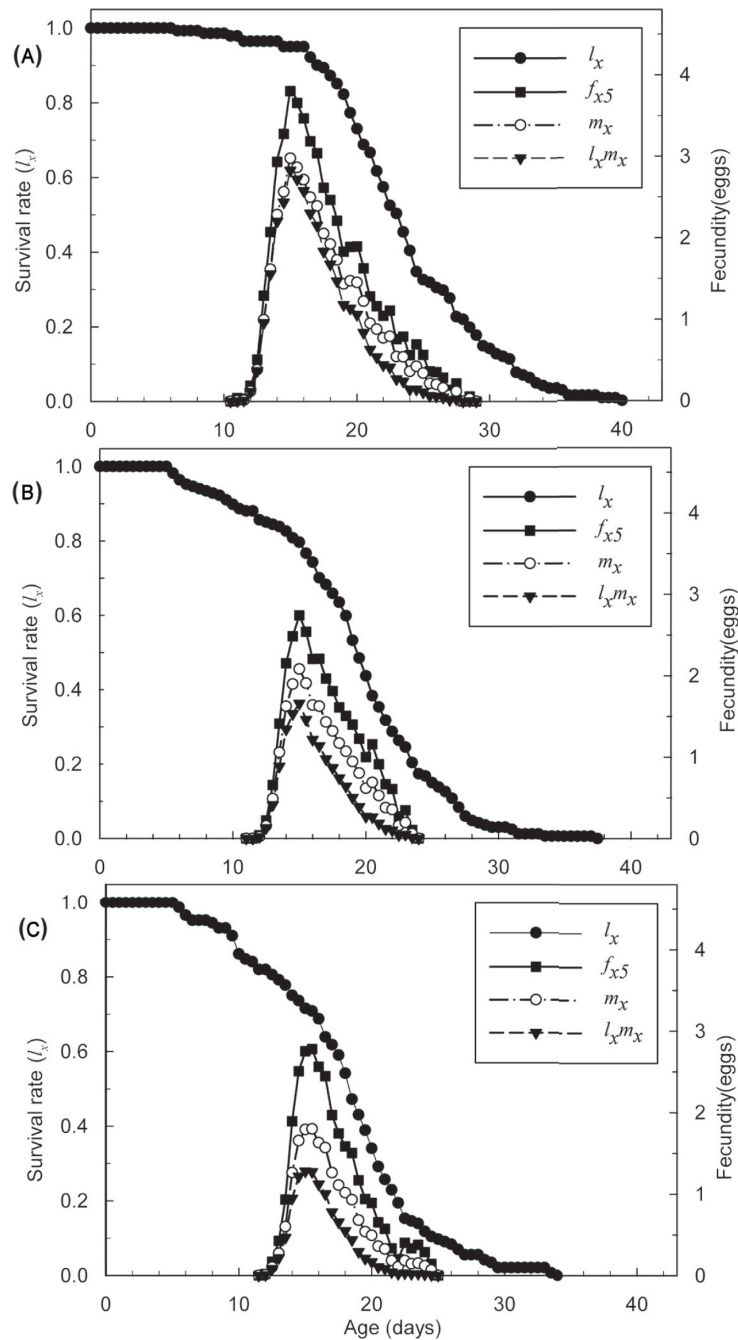 (A)
Survival rate (lx)
1.0
0.8
0.6
0.4
0.2
0.0
0 10 20 30 40
lx
fx5
mx
lxmx
4
3
2
1
0
Fecundity(eggs)
(B)
Survival rate (lx)
1.0
0.8
0.6
0.4
0.2
0.0
0 10 20 30 40
lx
fx5
mx
lxmx
4
3
2
1
0
Fecundity(eggs)
(C)
Survival rate (lx)
1.0
0.8
0.6
0.4
0.2
0.0
0 10 20 30 40
lx
fx5
mx
lxmx
4
3
2
1
0
Fecundity(eggs)
Age (days)